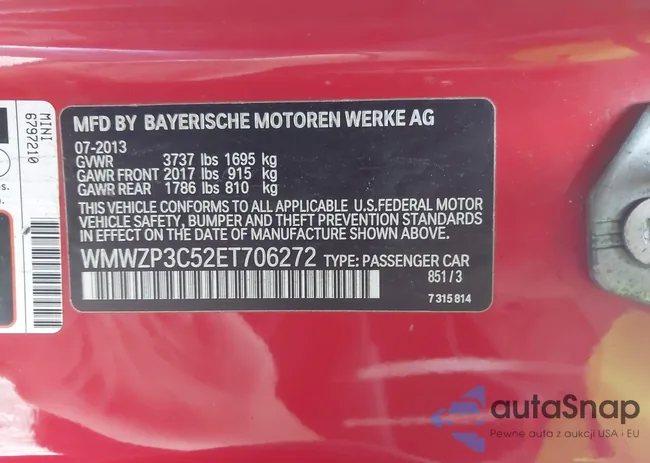 MFD BY BAYERISCHE MOTOREN WERKE AG
07-2013
GVWR 3737 lbs 1695 kg
GAWR FRONT 2017 lbs 915 kg
GAWR REAR 1786 lbs 810 kg
THIS VEHICLE CONFORMS TO ALL APPLICABLE U.S.FEDERAL MOTOR
VEHICLE SAFETY, BUMPER AND THEFT PREVENTION STANDARDS
IN EFFECT ON THE DATE OF MANUFACTURE SHOWN ABOVE.
WMWZP3C52ET706272 TYPE: PASSENGER CAR
851/3
7 315 814
MINI
6797210
s.
autaSnap
Pewne auta z aukcji USA i EU